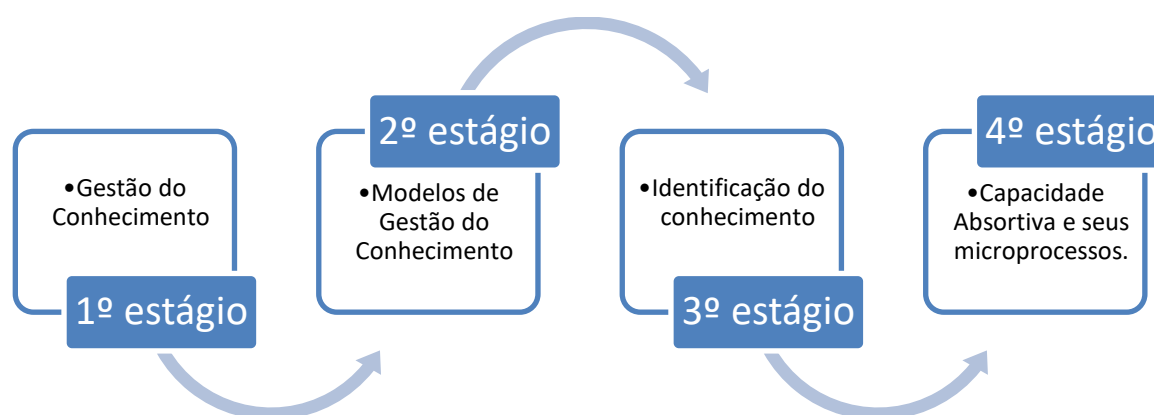 •Gestão do
Conhecimento
1º estágio
2º estágio
•Modelos de
Gestão do
Conhecimento
•Identificação do
conhecimento
3º estágio
4º estágio
•Capacidade
Absortiva e seus
microprocessos.